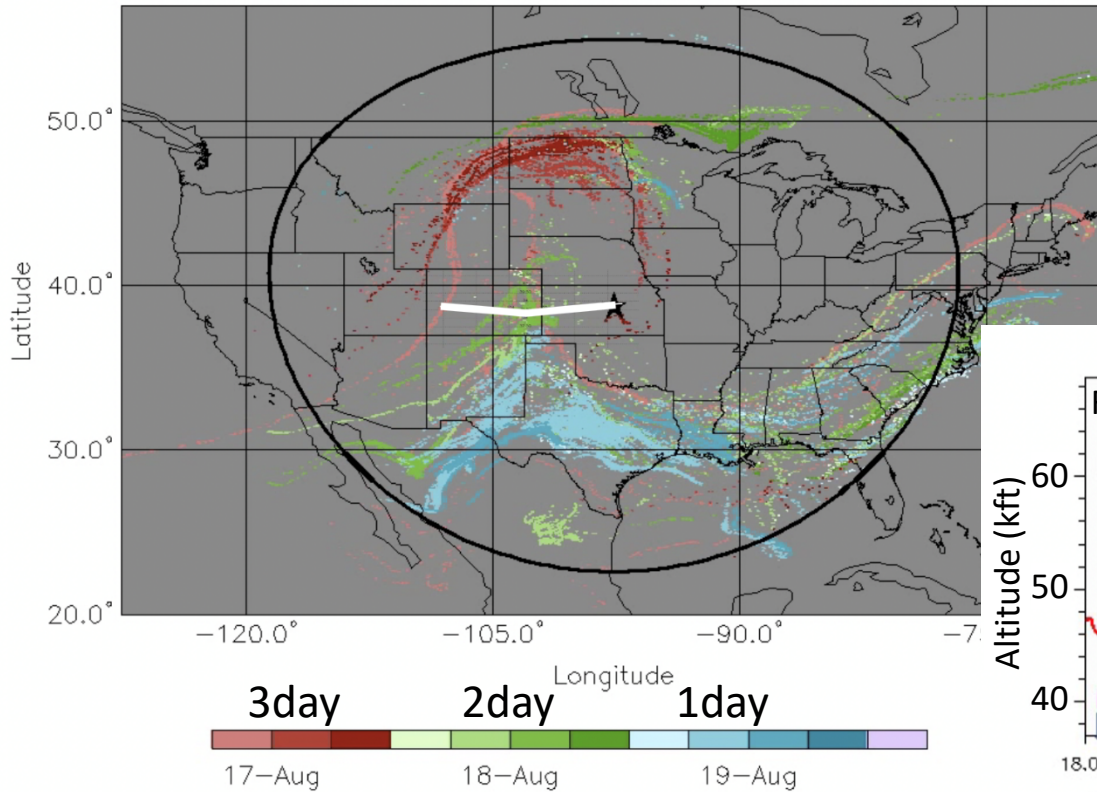 50.0°
40.0°
30.0°
20.0°
Latitude
-120.0°
-105.0°
-90.0°
Longitude
3day
2day
1day
17-Aug
18-Aug
19-Aug
60
50
40
Altitude (kft)